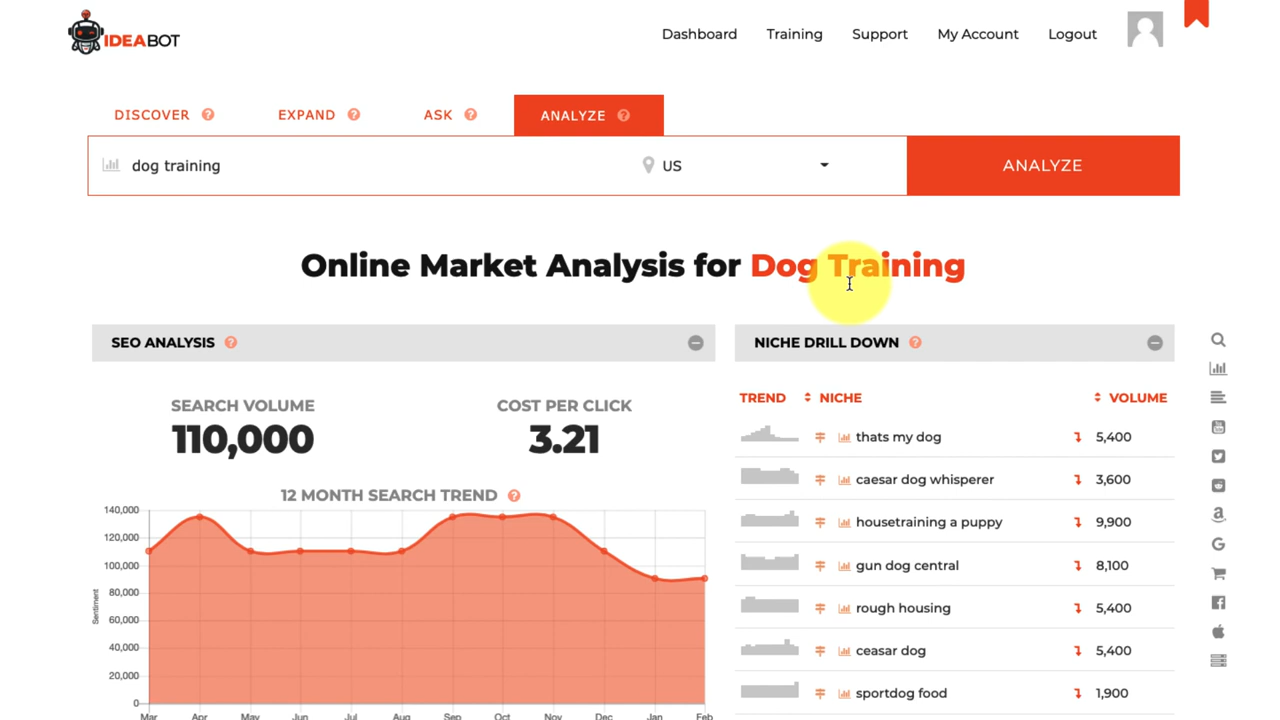 IDEABOT
Dashboard Training Support My Account Logout
DISCOVER ? EXPAND ? ASK ? ANALYZE ?
dog training US ANALYZE
Online Market Analysis for Dog Training
SEO ANALYSIS ?
SEARCH VOLUME COST PER CLICK
110,000 3.21
12 MONTH SEARCH TREND ?
140,000
120,000
100,000
80,000
60,000
40,000
20,000
0
Sentiment
Mar Apr May Jun Jul Aug Sep Oct Nov Dec Jan Feb
NICHE DRILL DOWN ?
TREND NICHE VOLUME
thats my dog 5,400
caesar dog whisperer 3,600
housetraining a puppy 9,900
gun dog central 8,100
rough housing 5,400
ceasar dog 5,400
sportdog food 1,900